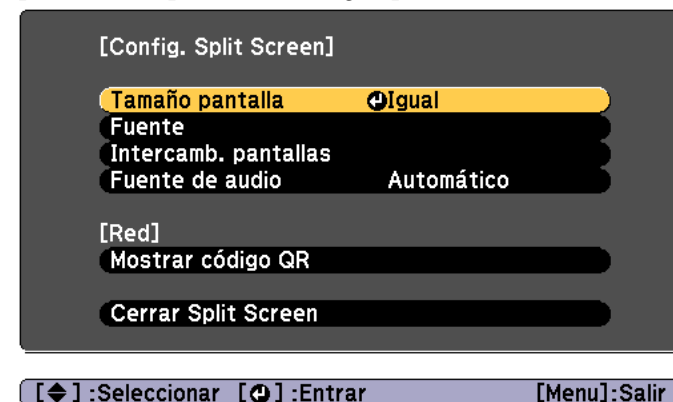 [Config. Split Screen]
Tamaño pantalla Igual
Fuente
Intercamb. pantallas
Fuente de audio Automático
[Red]
Mostrar código QR
Cerrar Split Screen
[ ] :Seleccionar [ ] :Entrar [Menu]:Salir